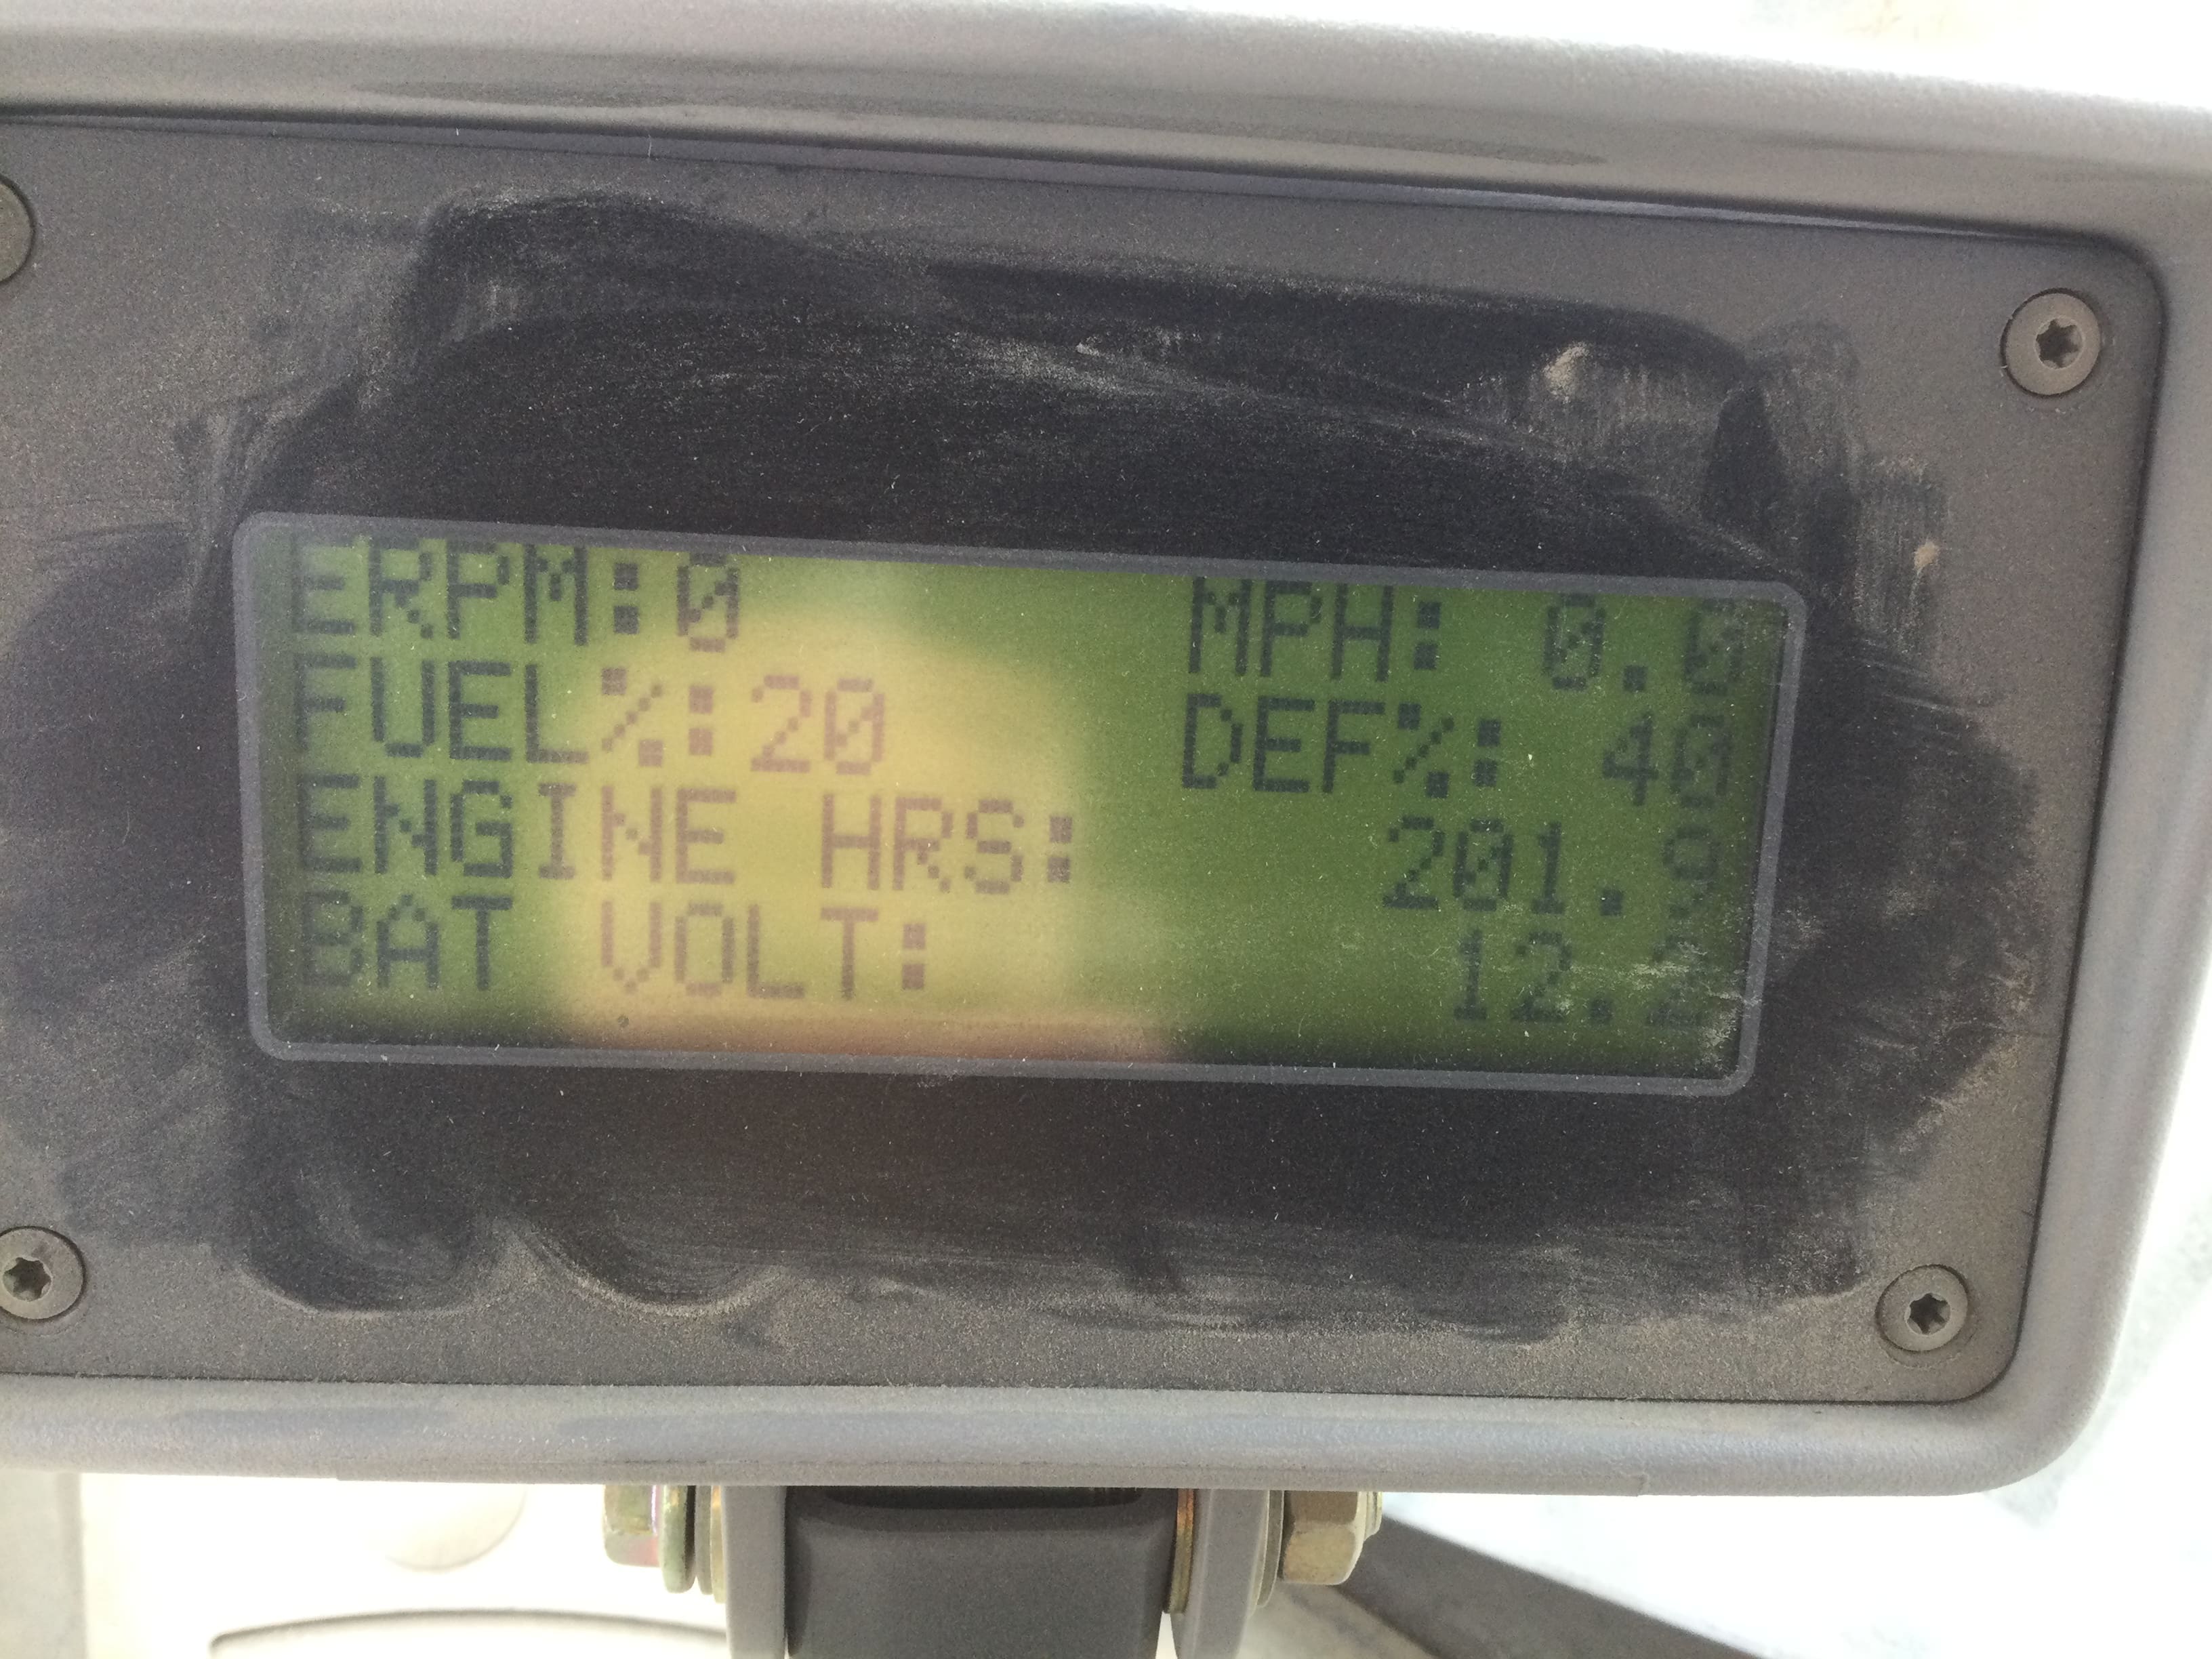 ERPM:0 MPH: 0.0
FUEL%:20 DEF%: 40
ENGINE HRS: 201.9
BAT VOLT: 12.2